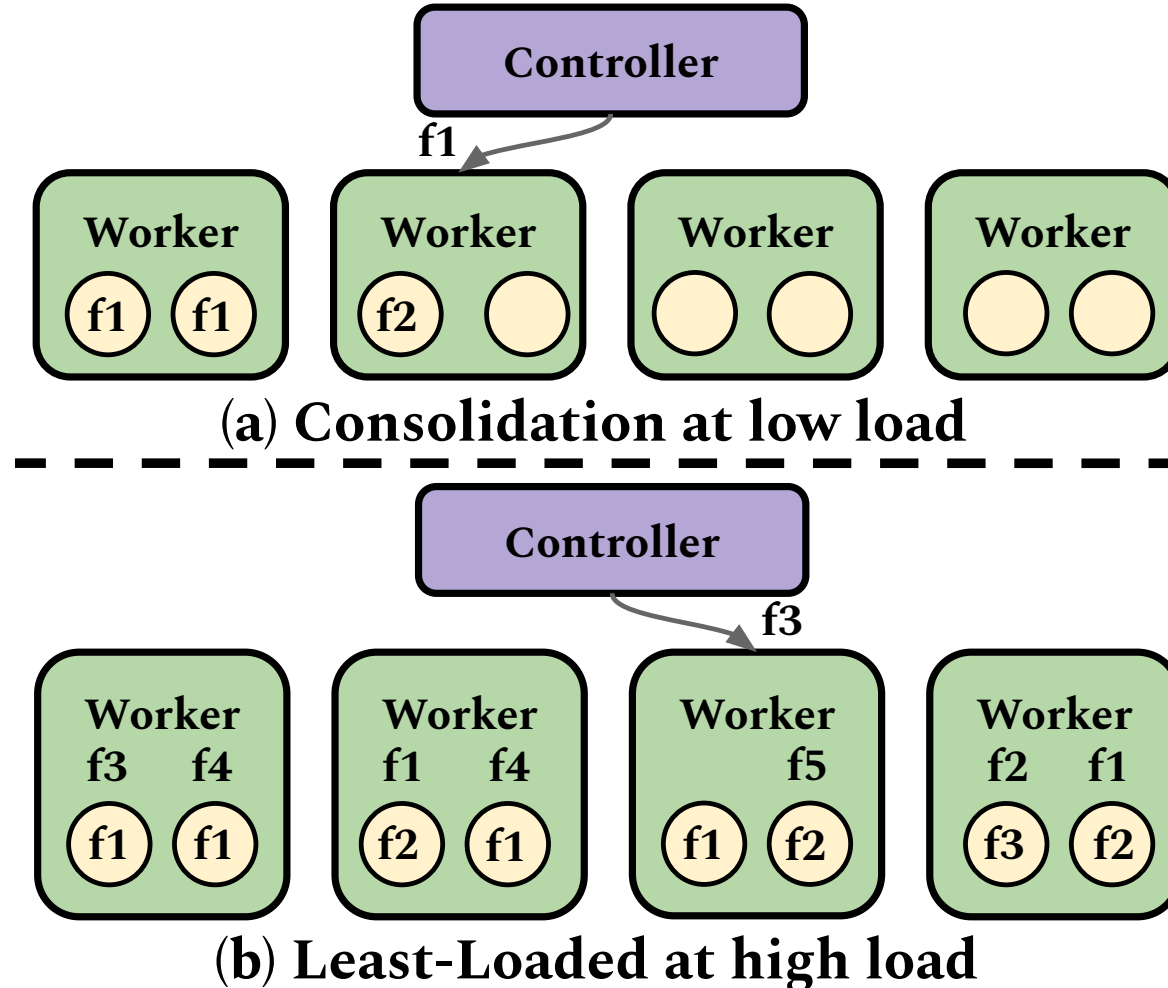 Controller
f1
Worker Worker Worker Worker
f1 f1 f2
(a) Consolidation at low load
Controller
f3
Worker Worker Worker Worker
f3 f4 f1 f4 f5 f2 f1
f1 f1 f2 f1 f1 f2 f3 f2
(b) Least-Loaded at high load